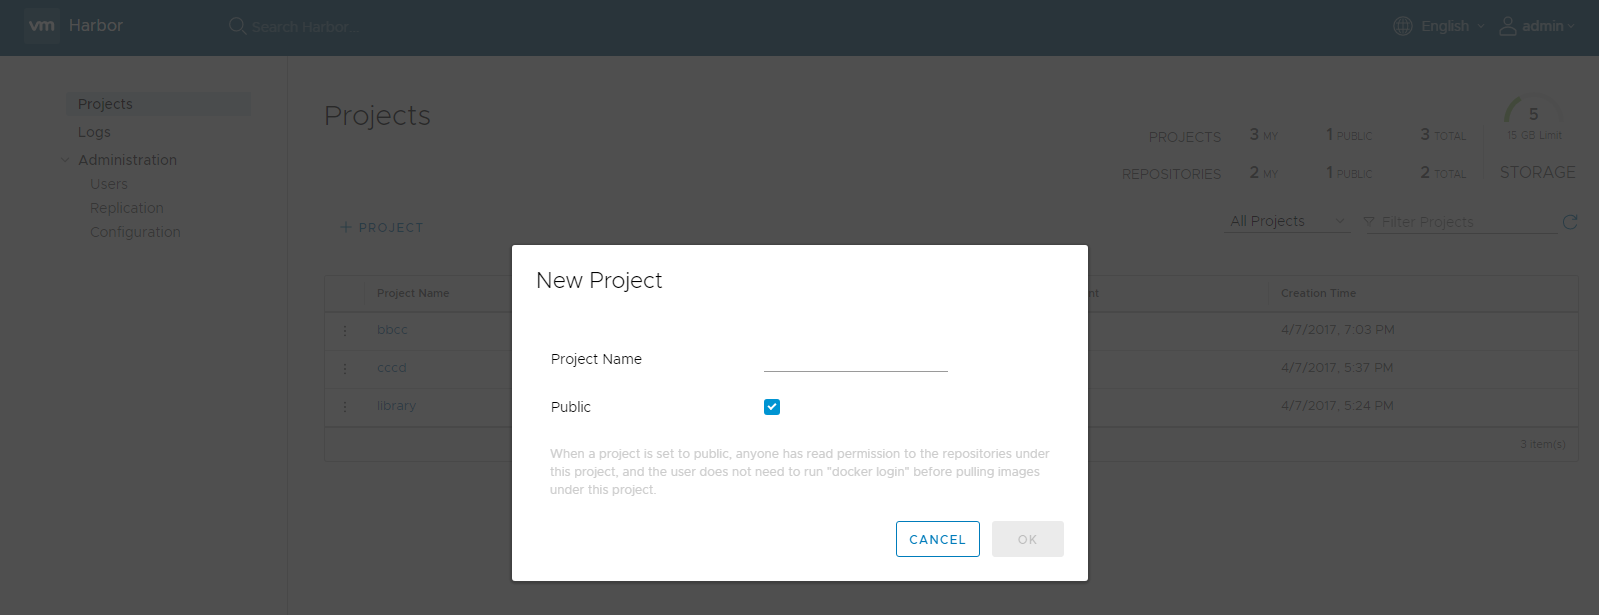 vm Harbor Search Harbor... English admin
Projects
Logs
Administration
Users
Replication
Configuration
Projects
PROJECTS 3 MY 1 PUBLIC 3 TOTAL
REPOSITORIES 2 MY 1 PUBLIC 2 TOTAL
5
15 GB Limit
STORAGE
+ PROJECT
All Projects Filter Projects
Project Name nt Creation Time
bbcc 4/7/2017, 7:03 PM
cccd 4/7/2017, 5:37 PM
library 4/7/2017, 5:24 PM
3 item(s)
New Project
Project Name
Public
When a project is set to public, anyone has read permission to the repositories under
this project, and the user does not need to run "docker login" before pulling images
under this project.
CANCEL OK